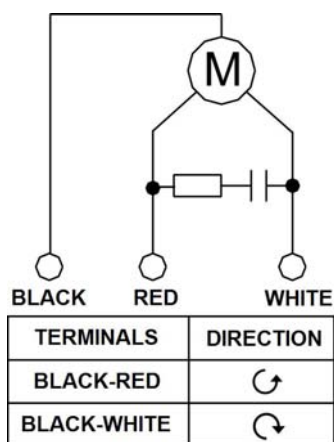 M
BLACK RED WHITE
TERMINALS DIRECTION
BLACK-RED
BLACK-WHITE